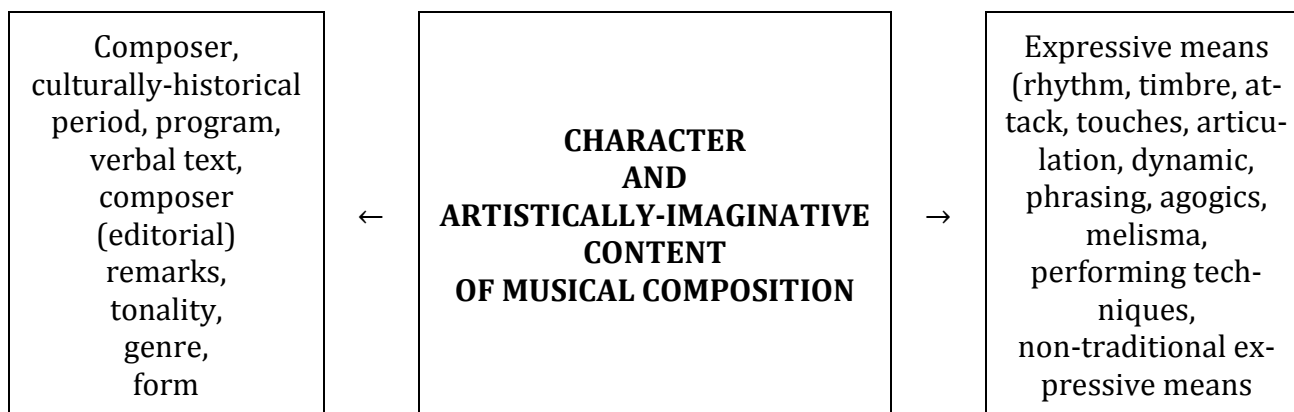 Composer,
culturally-historical
period, program,
verbal text,
composer
(editorial)
remarks,
tonality,
genre,
form
←
CHARACTER
AND
ARTISTICALLY-IMAGINATIVE
CONTENT
OF MUSICAL COMPOSITION
→
Expressive means
(rhythm, timbre, at-
tack, touches, articu-
lation, dynamic,
phrasing, agogics,
melisma,
performing tech-
niques,
non-traditional ex-
pressive means